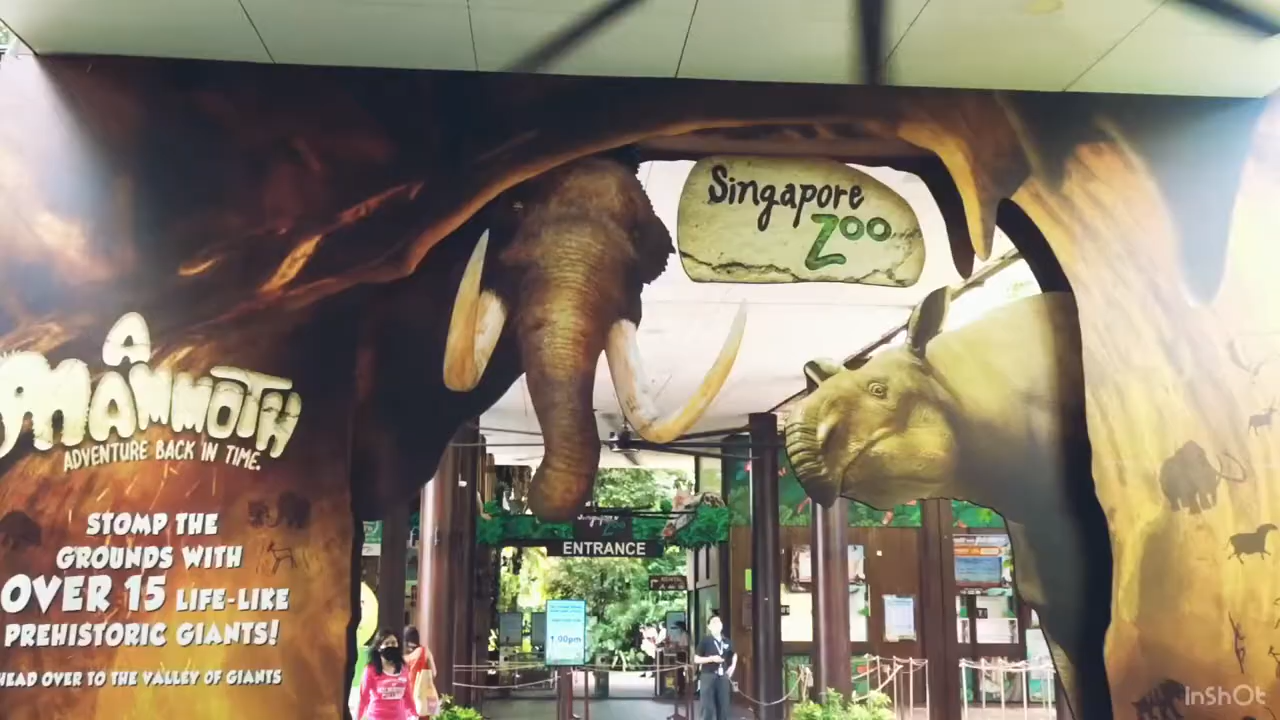 Singapore
Zoo
A
MAMMOTH
ADVENTURE BACK IN TIME.
STOMP THE
GROUNDS WITH
OVER 15 LIFE-LIKE
PREHISTORIC GIANTS!
HEAD OVER TO THE VALLEY OF GIANTS
Singapore
ENTRANCE
1.00pm
InShOt